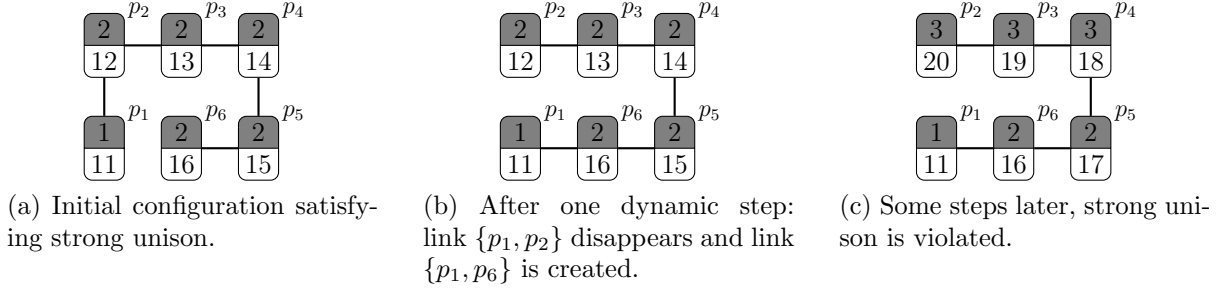 p2 p3 p4
2 2 2
12 13 14
p1 p6 p5
1 2 2
11 16 15
(a) Initial configuration satisfy-
ing strong unison.
p2 p3 p4
2 2 2
12 13 14
p1 p6 p5
1 2 2
11 16 15
(b) After one dynamic step:
link {p1, p2} disappears and link
{p1, p6} is created.
p2 p3 p4
3 3 3
20 19 18
p1 p6 p5
1 2 2
11 16 17
(c) Some steps later, strong uni-
son is violated.